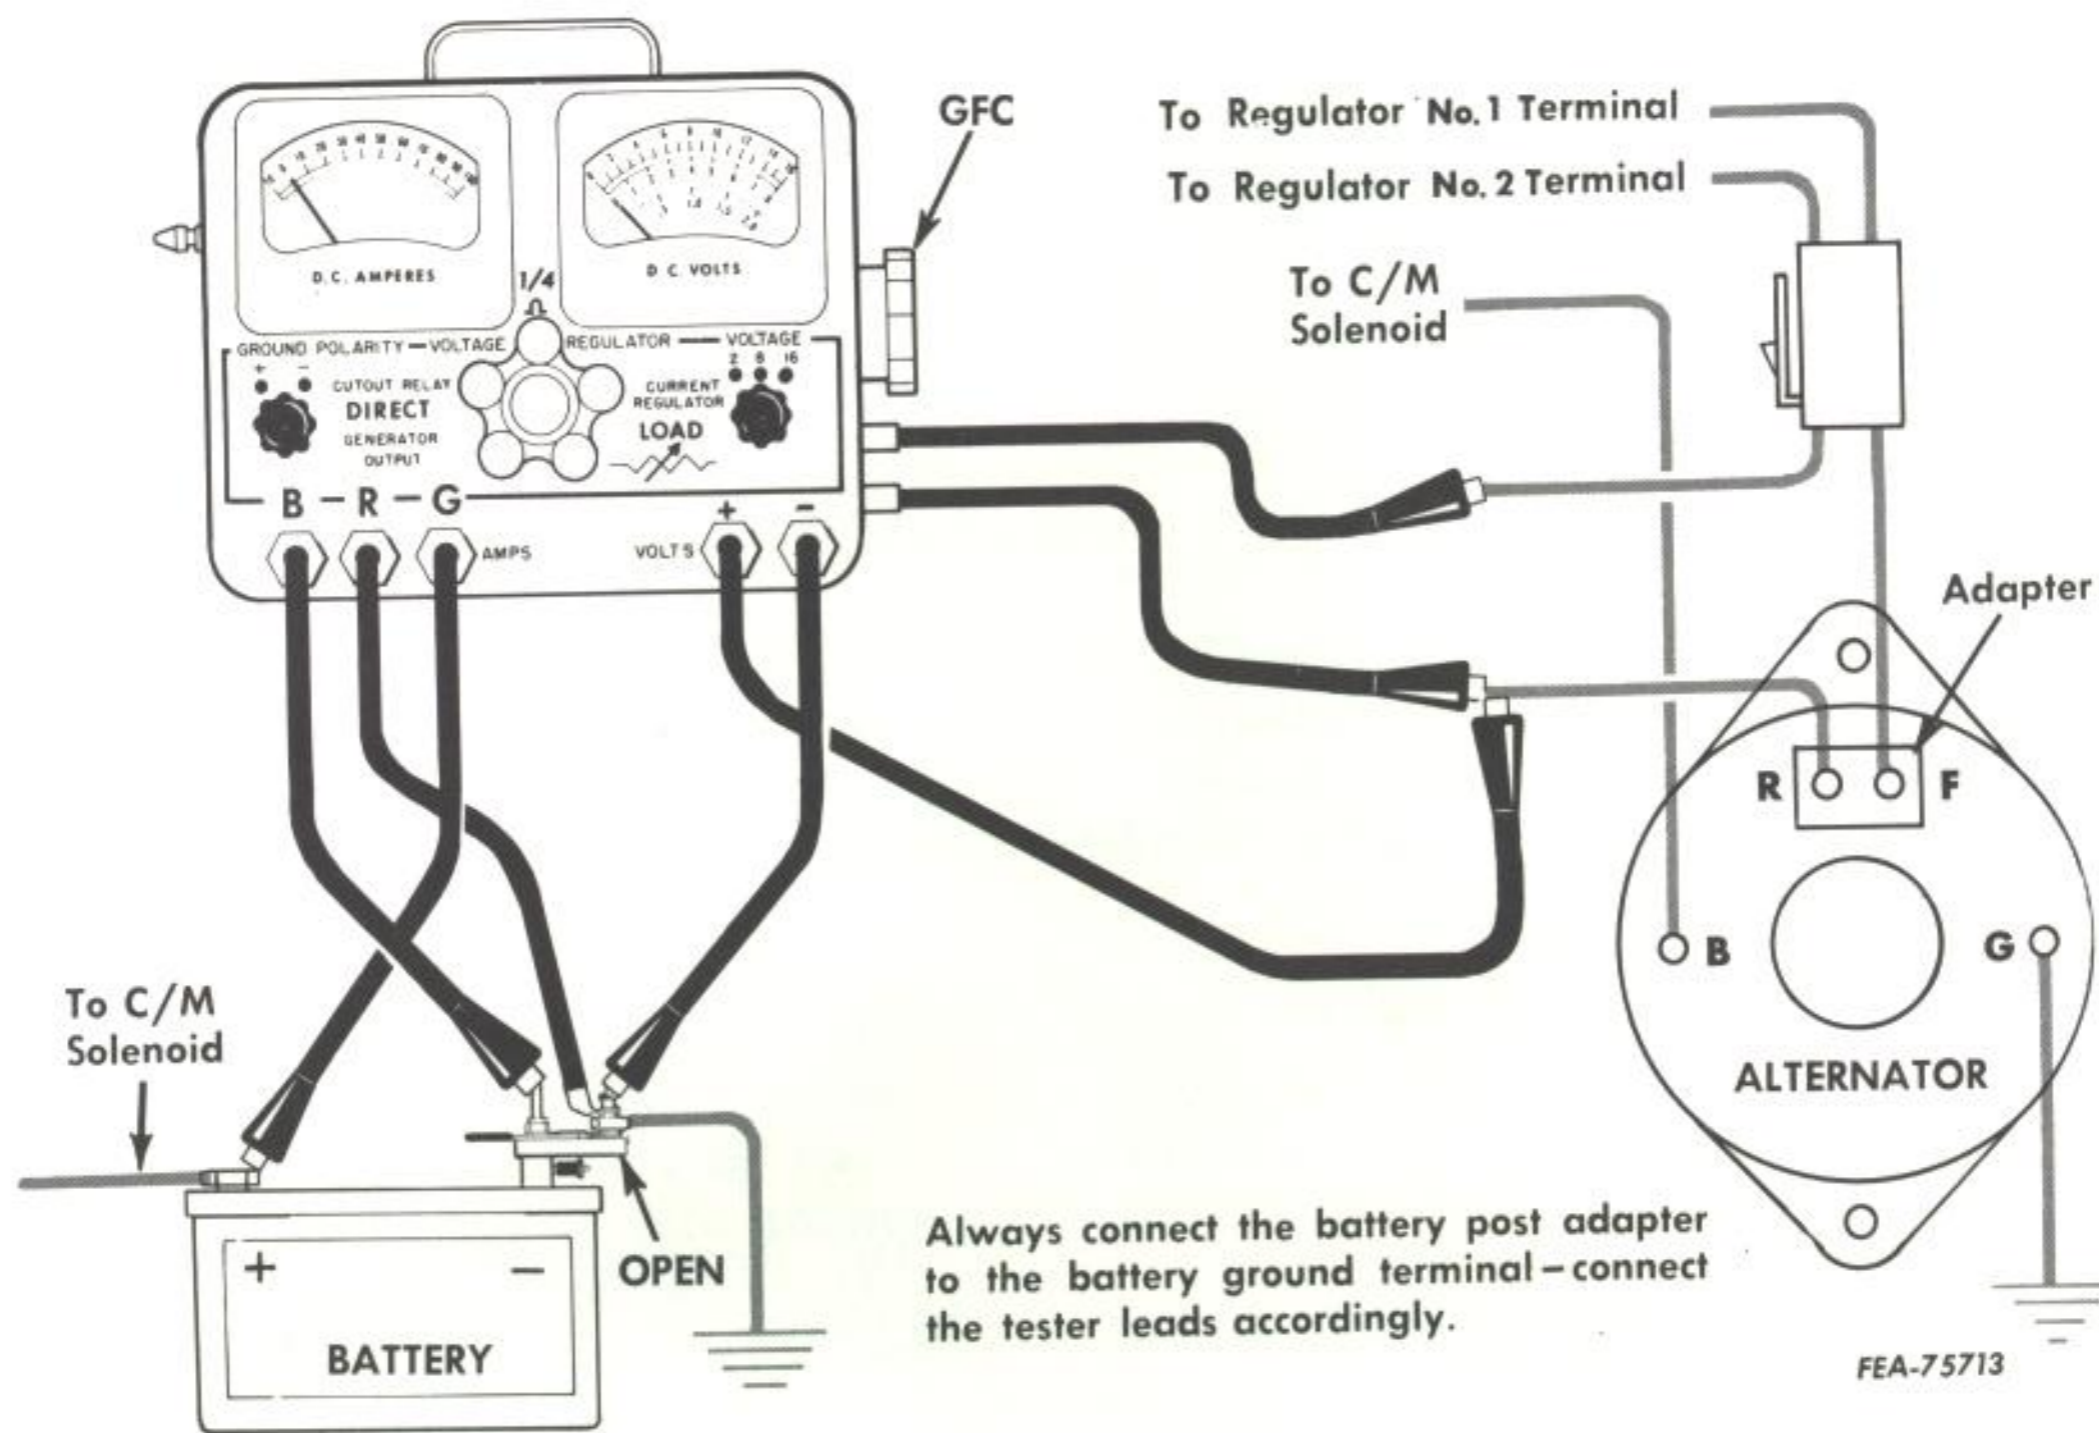 GFC
To Regulator No. 1 Terminal
To Regulator No. 2 Terminal
To C/M
Solenoid
D.C. AMPERES
D C. VOLTS
1/4
Ω
GROUND POLARITY — VOLTAGE REGULATOR — VOLTAGE
+ -
2 8 16
CUTOUT RELAY
DIRECT
GENERATOR
OUTPUT
CURRENT
REGULATOR
LOAD
B - R - G
AMPS
VOLTS
+ -
Adapter
R F
B G
ALTERNATOR
To C/M
Solenoid
OPEN
+ -
BATTERY
Always connect the battery post adapter
to the battery ground terminal – connect
the tester leads accordingly.
FEA-75713